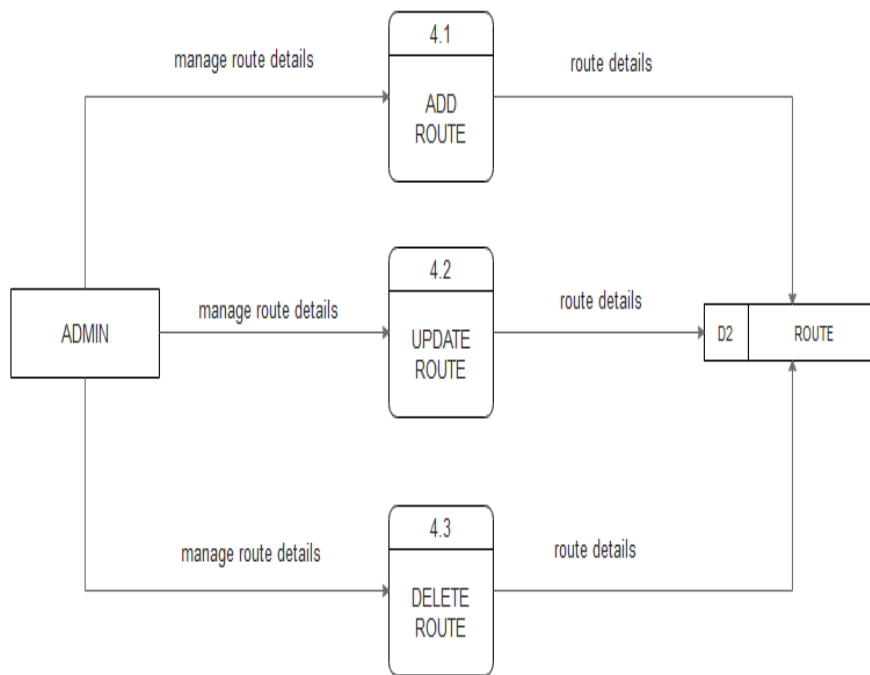 4.1
manage route details
route details
ADD
ROUTE
4.2
manage route details
route details
ADMIN
UPDATE
ROUTE
D2
ROUTE
4.3
manage route details
route details
DELETE
ROUTE